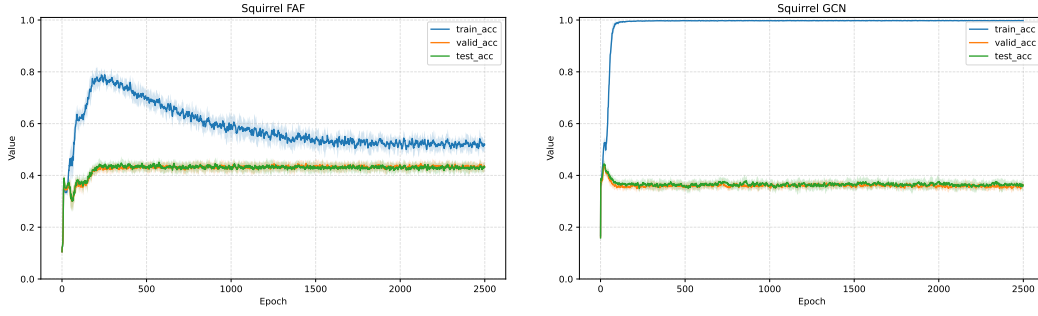 Squirrel FAF
1.0
0.8
0.6
0.4
0.2
0.0
Value
0
500
1000
1500
2000
2500
Epoch
train_acc
valid_acc
test_acc
Squirrel GCN
1.0
0.8
0.6
0.4
0.2
0.0
Value
0
500
1000
1500
2000
2500
Epoch
train_acc
valid_acc
test_acc